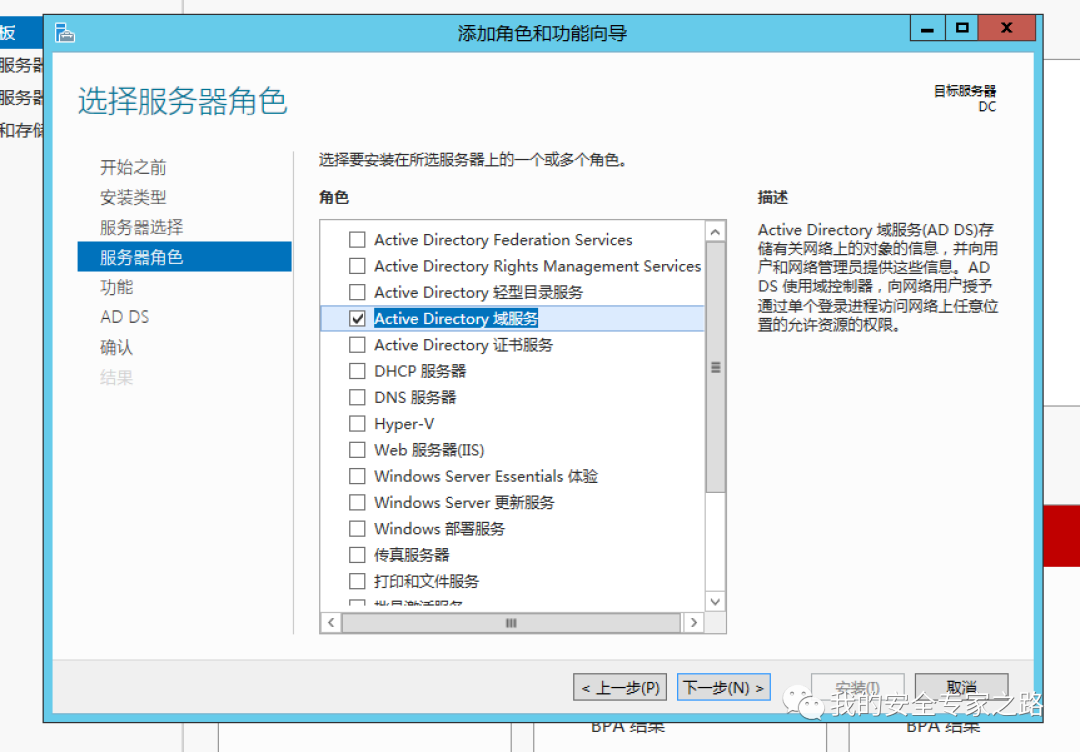 添加角色和功能向导
板
服务器
服务器
和存储
选择服务器角色
目标服务器
DC
开始之前
安装类型
服务器选择
服务器角色
功能
AD DS
确认
结果
选择要安装在所选服务器上的一个或多个角色。
角色
Active Directory Federation Services
Active Directory Rights Management Services
Active Directory 轻型目录服务
Active Directory 域服务
Active Directory 证书服务
DHCP 服务器
DNS 服务器
Hyper-V
Web 服务器(IIS)
Windows Server Essentials 体验
Windows Server 更新服务
Windows 部署服务
传真服务器
打印和文件服务
批量激活服务
描述
Active Directory 域服务(AD DS)存
储有关网络上的对象的信息，并向用
户和网络管理员提供这些信息。AD
DS 使用域控制器，向网络用户授予
通过单个登录进程访问网络上任意位
置的允许资源的权限。
< 上一步(P)
下一步(N) >
安装(I)
取消
我的安全专家之路
BPA 结果
BPA 结果